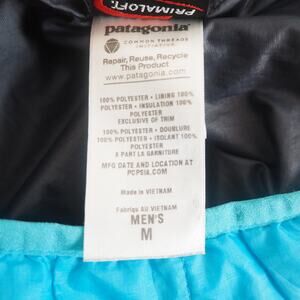 PRIMALOFT
patagonia
COMMON THREADS
INITIATIVE
Repair, Reuse, Recycle
This Product
www.patagonia.com
100% POLYESTER • LINING 100%
POLYESTER • INSULATION 100%
POLYESTER
EXCLUSIVE OF TRIM
100% POLYESTER • DOUBLURE
100% POLYESTER • ISOLANT 100%
POLYESTER
A PART LA GARNITURE
MFG DATE AND LOCATION AT
PCPSIA.COM
Made in VIETNAM
Fabriqu AU VIETNAM
MEN'S
M